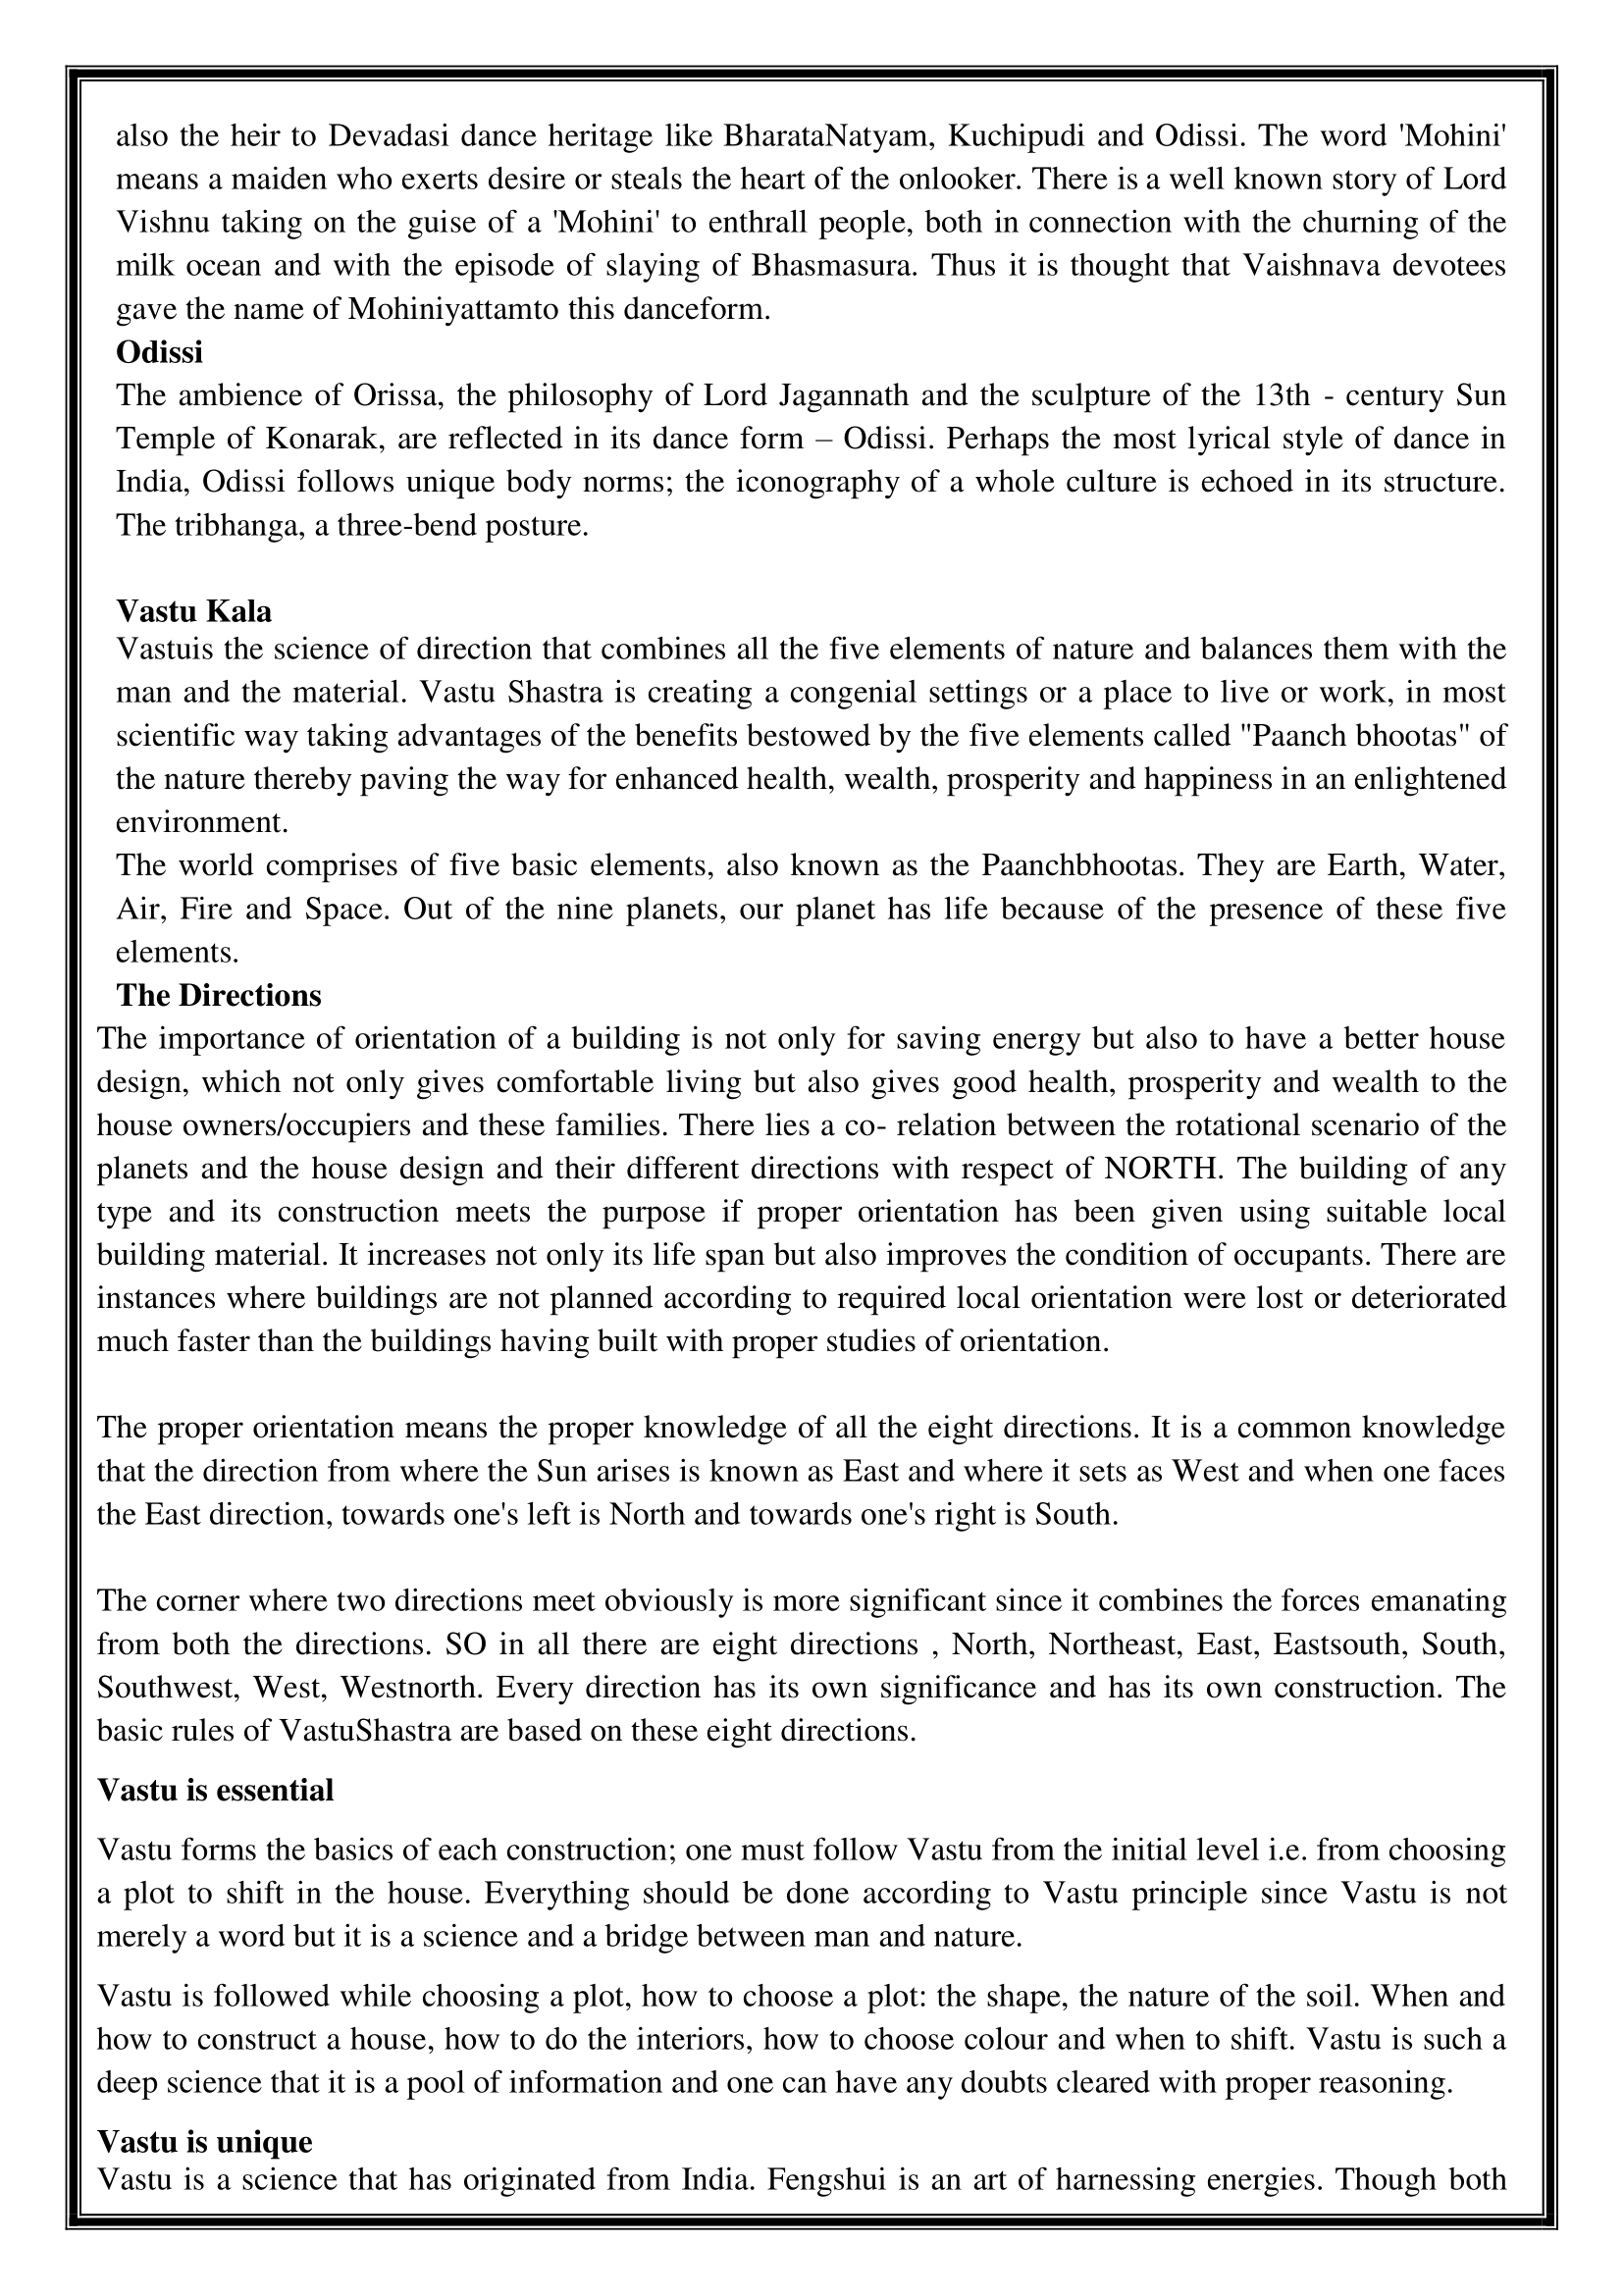 also the heir to Devadasi dance heritage like BharataNatyam, Kuchipudi and Odissi. The word 'Mohini'
means a maiden who exerts desire or steals the heart of the onlooker. There is a well known story of Lord
Vishnu taking on the guise of a 'Mohini' to enthrall people, both in connection with the churning of the
milk ocean and with the episode of slaying of Bhasmasura. Thus it is thought that Vaishnava devotees
gave the name of Mohiniyattamto this danceform.
Odissi
The ambience of Orissa, the philosophy of Lord Jagannath and the sculpture of the 13th - century Sun
Temple of Konarak, are reflected in its dance form – Odissi. Perhaps the most lyrical style of dance in
India, Odissi follows unique body norms; the iconography of a whole culture is echoed in its structure.
The tribhanga, a three-bend posture.
Vastu Kala
Vastuis the science of direction that combines all the five elements of nature and balances them with the
man and the material. Vastu Shastra is creating a congenial settings or a place to live or work, in most
scientific way taking advantages of the benefits bestowed by the five elements called "Paanch bhootas" of
the nature thereby paving the way for enhanced health, wealth, prosperity and happiness in an enlightened
environment.
The world comprises of five basic elements, also known as the Paanchbhootas. They are Earth, Water,
Air, Fire and Space. Out of the nine planets, our planet has life because of the presence of these five
elements.
The Directions
The importance of orientation of a building is not only for saving energy but also to have a better house
design, which not only gives comfortable living but also gives good health, prosperity and wealth to the
house owners/occupiers and these families. There lies a co- relation between the rotational scenario of the
planets and the house design and their different directions with respect of NORTH. The building of any
type and its construction meets the purpose if proper orientation has been given using suitable local
building material. It increases not only its life span but also improves the condition of occupants. There are
instances where buildings are not planned according to required local orientation were lost or deteriorated
much faster than the buildings having built with proper studies of orientation.
The proper orientation means the proper knowledge of all the eight directions. It is a common knowledge
that the direction from where the Sun arises is known as East and where it sets as West and when one faces
the East direction, towards one's left is North and towards one's right is South.
The corner where two directions meet obviously is more significant since it combines the forces emanating
from both the directions. SO in all there are eight directions , North, Northeast, East, Eastsouth, South,
Southwest, West, Westnorth. Every direction has its own significance and has its own construction. The
basic rules of VastuShastra are based on these eight directions.
Vastu is essential
Vastu forms the basics of each construction; one must follow Vastu from the initial level i.e. from choosing
a plot to shift in the house. Everything should be done according to Vastu principle since Vastu is not
merely a word but it is a science and a bridge between man and nature.
Vastu is followed while choosing a plot, how to choose a plot: the shape, the nature of the soil. When and
how to construct a house, how to do the interiors, how to choose colour and when to shift. Vastu is such a
deep science that it is a pool of information and one can have any doubts cleared with proper reasoning.
Vastu is unique
Vastu is a science that has originated from India. Fengshui is an art of harnessing energies. Though both